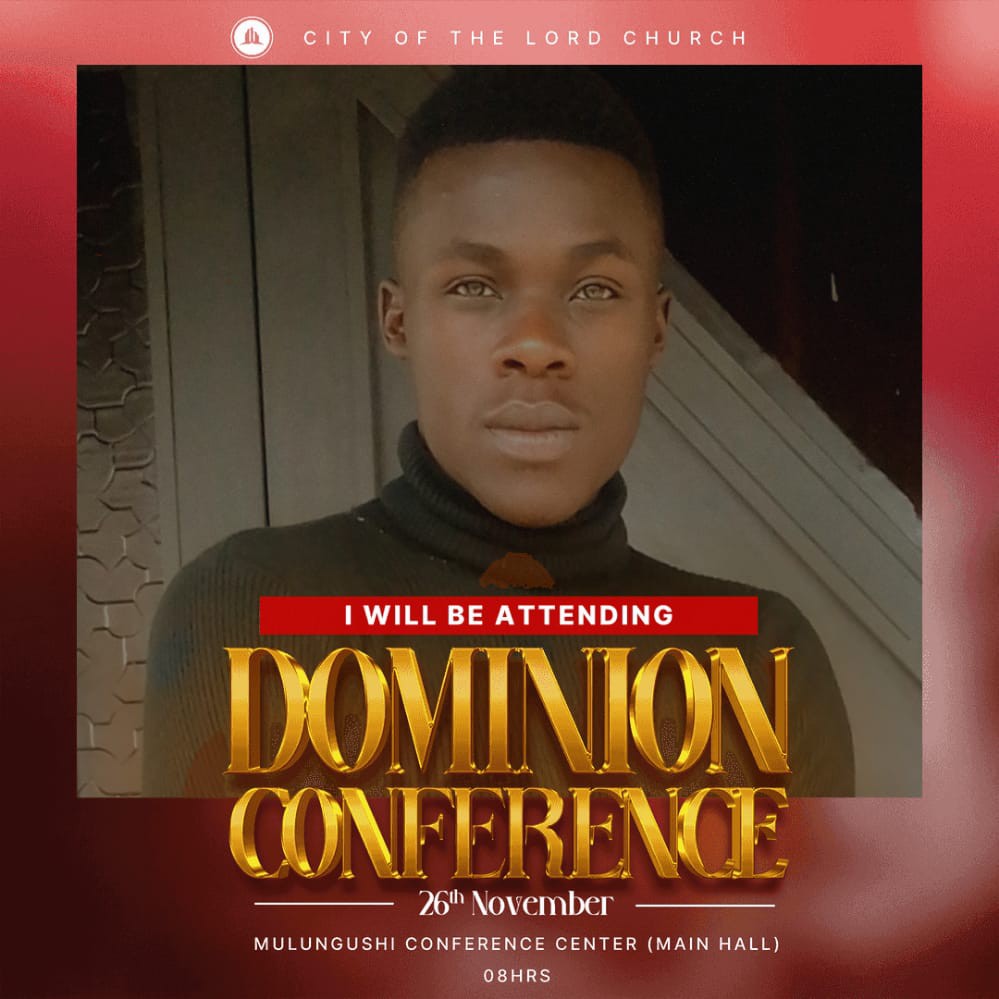 CITY OF THE LORD CHURCH
I WILL BE ATTENDING
DOMINION
CONFERENCE
26th November
MULUNGUSHI CONFERENCE CENTER (MAIN HALL)
08HRS